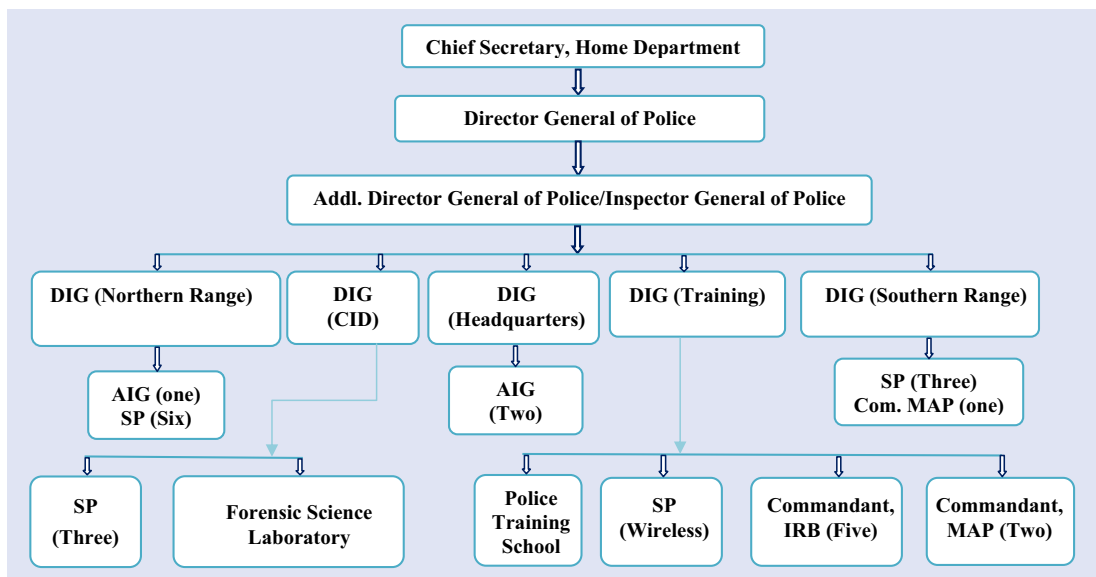 Chief Secretary, Home Department
Director General of Police
Addl. Director General of Police/Inspector General of Police
DIG (Northern Range)
DIG
(CID)
DIG
(Headquarters)
DIG (Training)
DIG (Southern Range)
AIG (one)
SP (Six)
AIG
(Two)
SP (Three)
Com. MAP (one)
SP
(Three)
Forensic Science
Laboratory
Police
Training
School
SP
(Wireless)
Commandant,
IRB (Five)
Commandant,
MAP (Two)